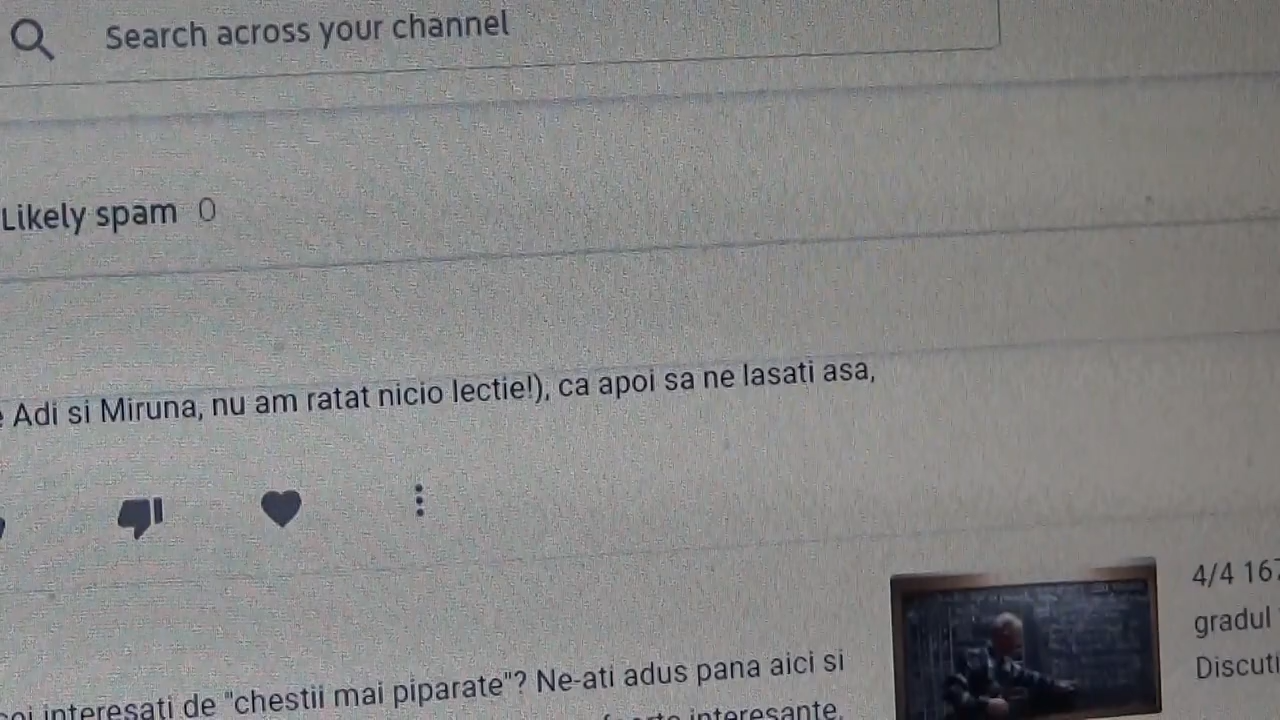 Search across your channel
Likely spam 0
Adi si Miruna, nu am ratat nicio lectie!), ca apoi sa ne lasati asa,
4/4 167
gradul
Discuti
interesati de "chestii mai piparate"? Ne-ati adus pana aici si
interesante.